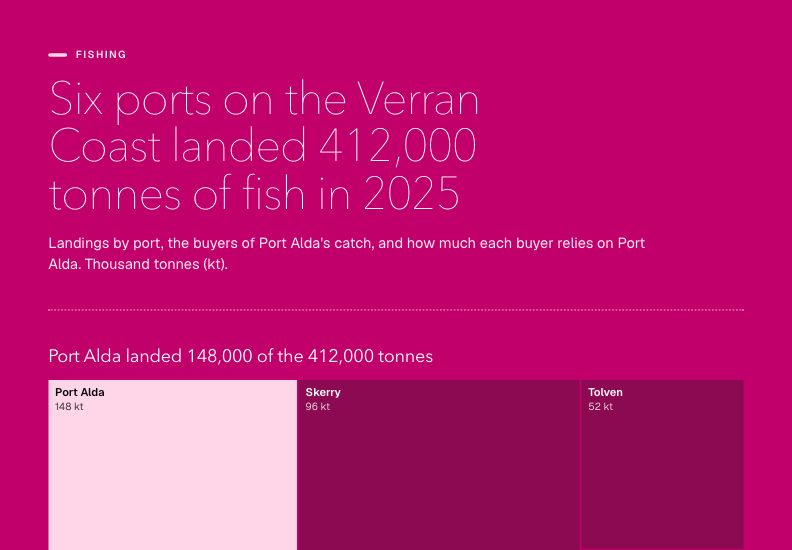 FISHING
Six ports on the Verran
Coast landed 412,000
tonnes of fish in 2025
Landings by port, the buyers of Port Alda's catch, and how much each buyer relies on Port
Alda. Thousand tonnes (kt).
Port Alda landed 148,000 of the 412,000 tonnes
Port Alda
148 kt
Skerry
96 kt
Tolven
52 kt